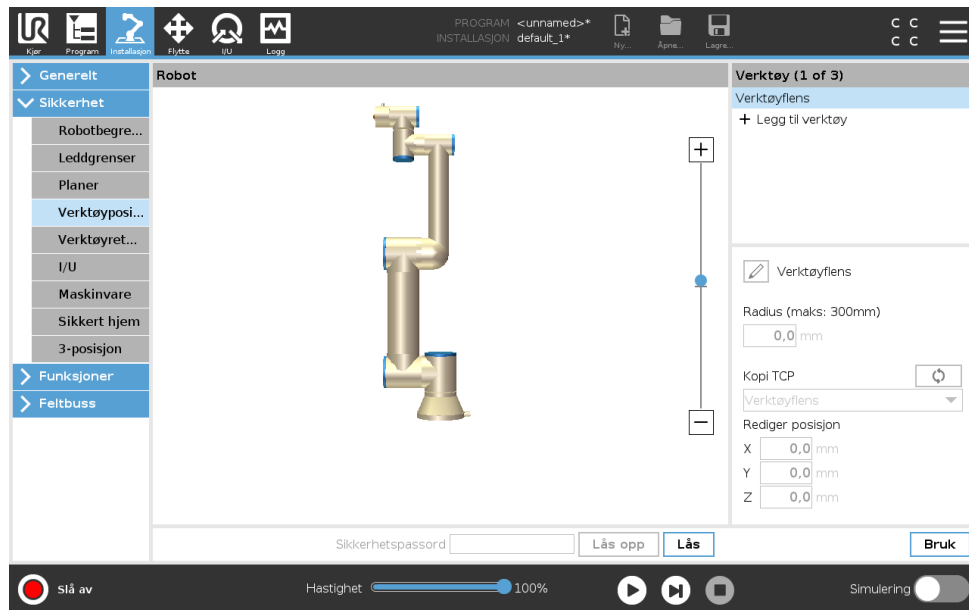 UR
PROGRAM <unnamed>*
INSTALLASJON default_1*
C C
C C
Kjør Program Installasjon Flytte I/U Logg
Ny... Åpne... Lagre...
Generelt
Sikkerhet
Robotbegre...
Leddgrenser
Planer
Verktøyposi...
Verktøyret...
I/U
Maskinvare
Sikkert hjem
3-posisjon
Funksjoner
Feltbuss
Robot
+
−
Verktøy (1 of 3)
Verktøyflens
+ Legg til verktøy
Verktøyflens
Radius (maks: 300mm)
0,0 mm
Kopi TCP
Verktøyflens
Rediger posisjon
X 0,0 mm
Y 0,0 mm
Z 0,0 mm
Sikkerhetspassord Lås opp Lås
Bruk
Slå av Hastighet 100% Simulering